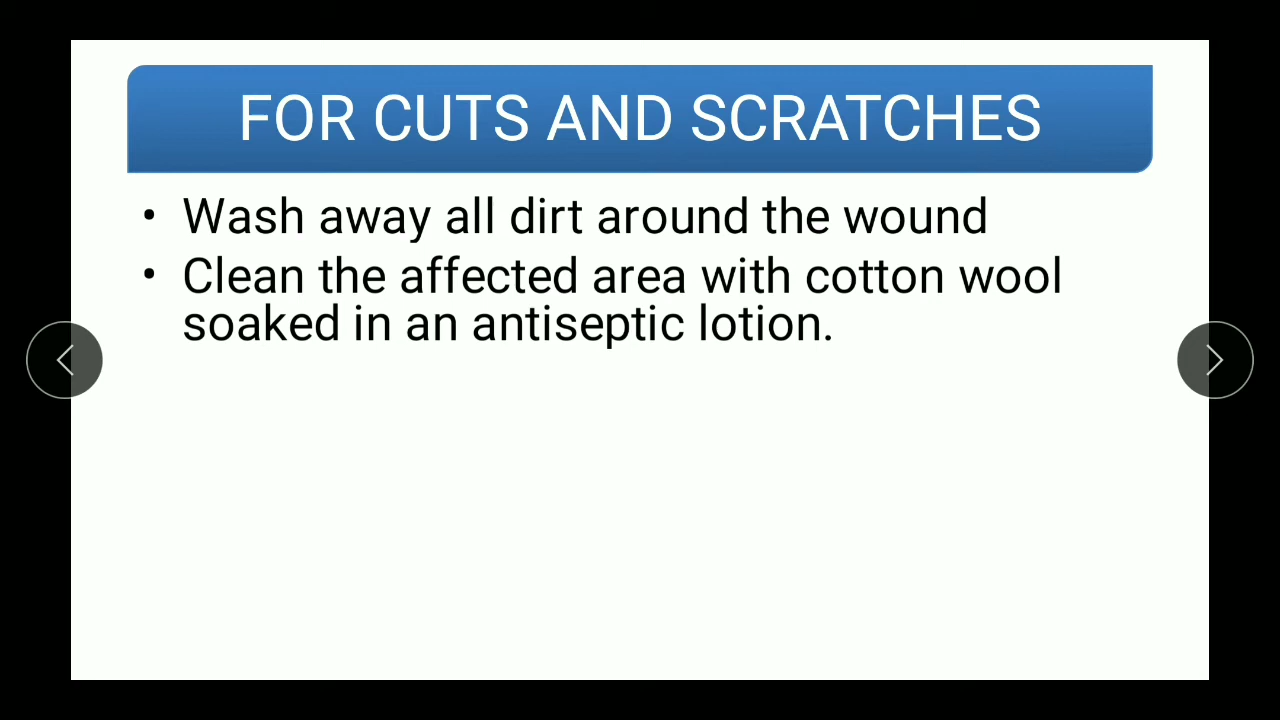 FOR CUTS AND SCRATCHES
• Wash away all dirt around the wound
• Clean the affected area with cotton wool
soaked in an antiseptic lotion.